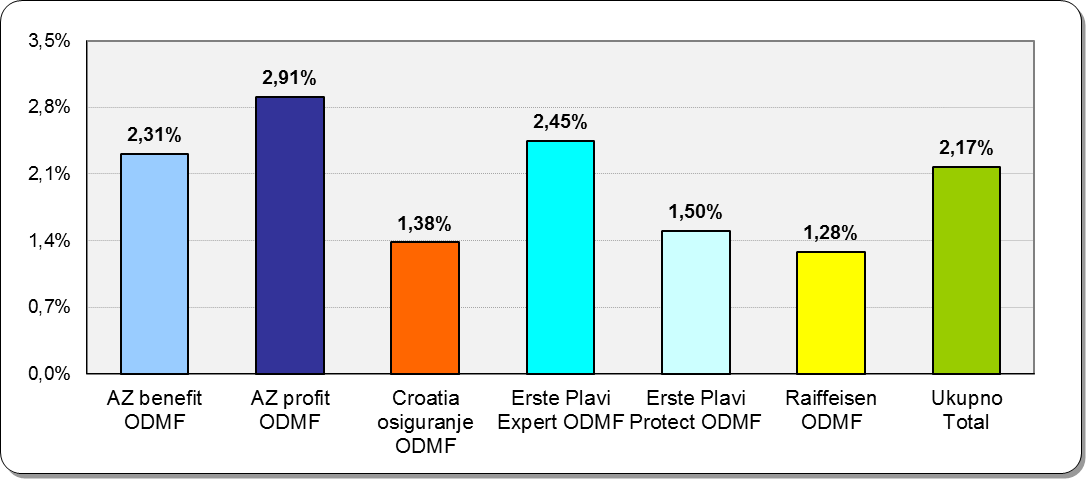 3,5%
2,8%
2,1%
1,4%
0,7%
0,0%
2,31%
2,91%
1,38%
2,45%
1,50%
1,28%
2,17%
AZ benefit
ODMF
AZ profit
ODMF
Croatia
osiguranje
ODMF
Erste Plavi
Expert ODMF
Erste Plavi
Protect ODMF
Raiffeisen
ODMF
Ukupno
Total